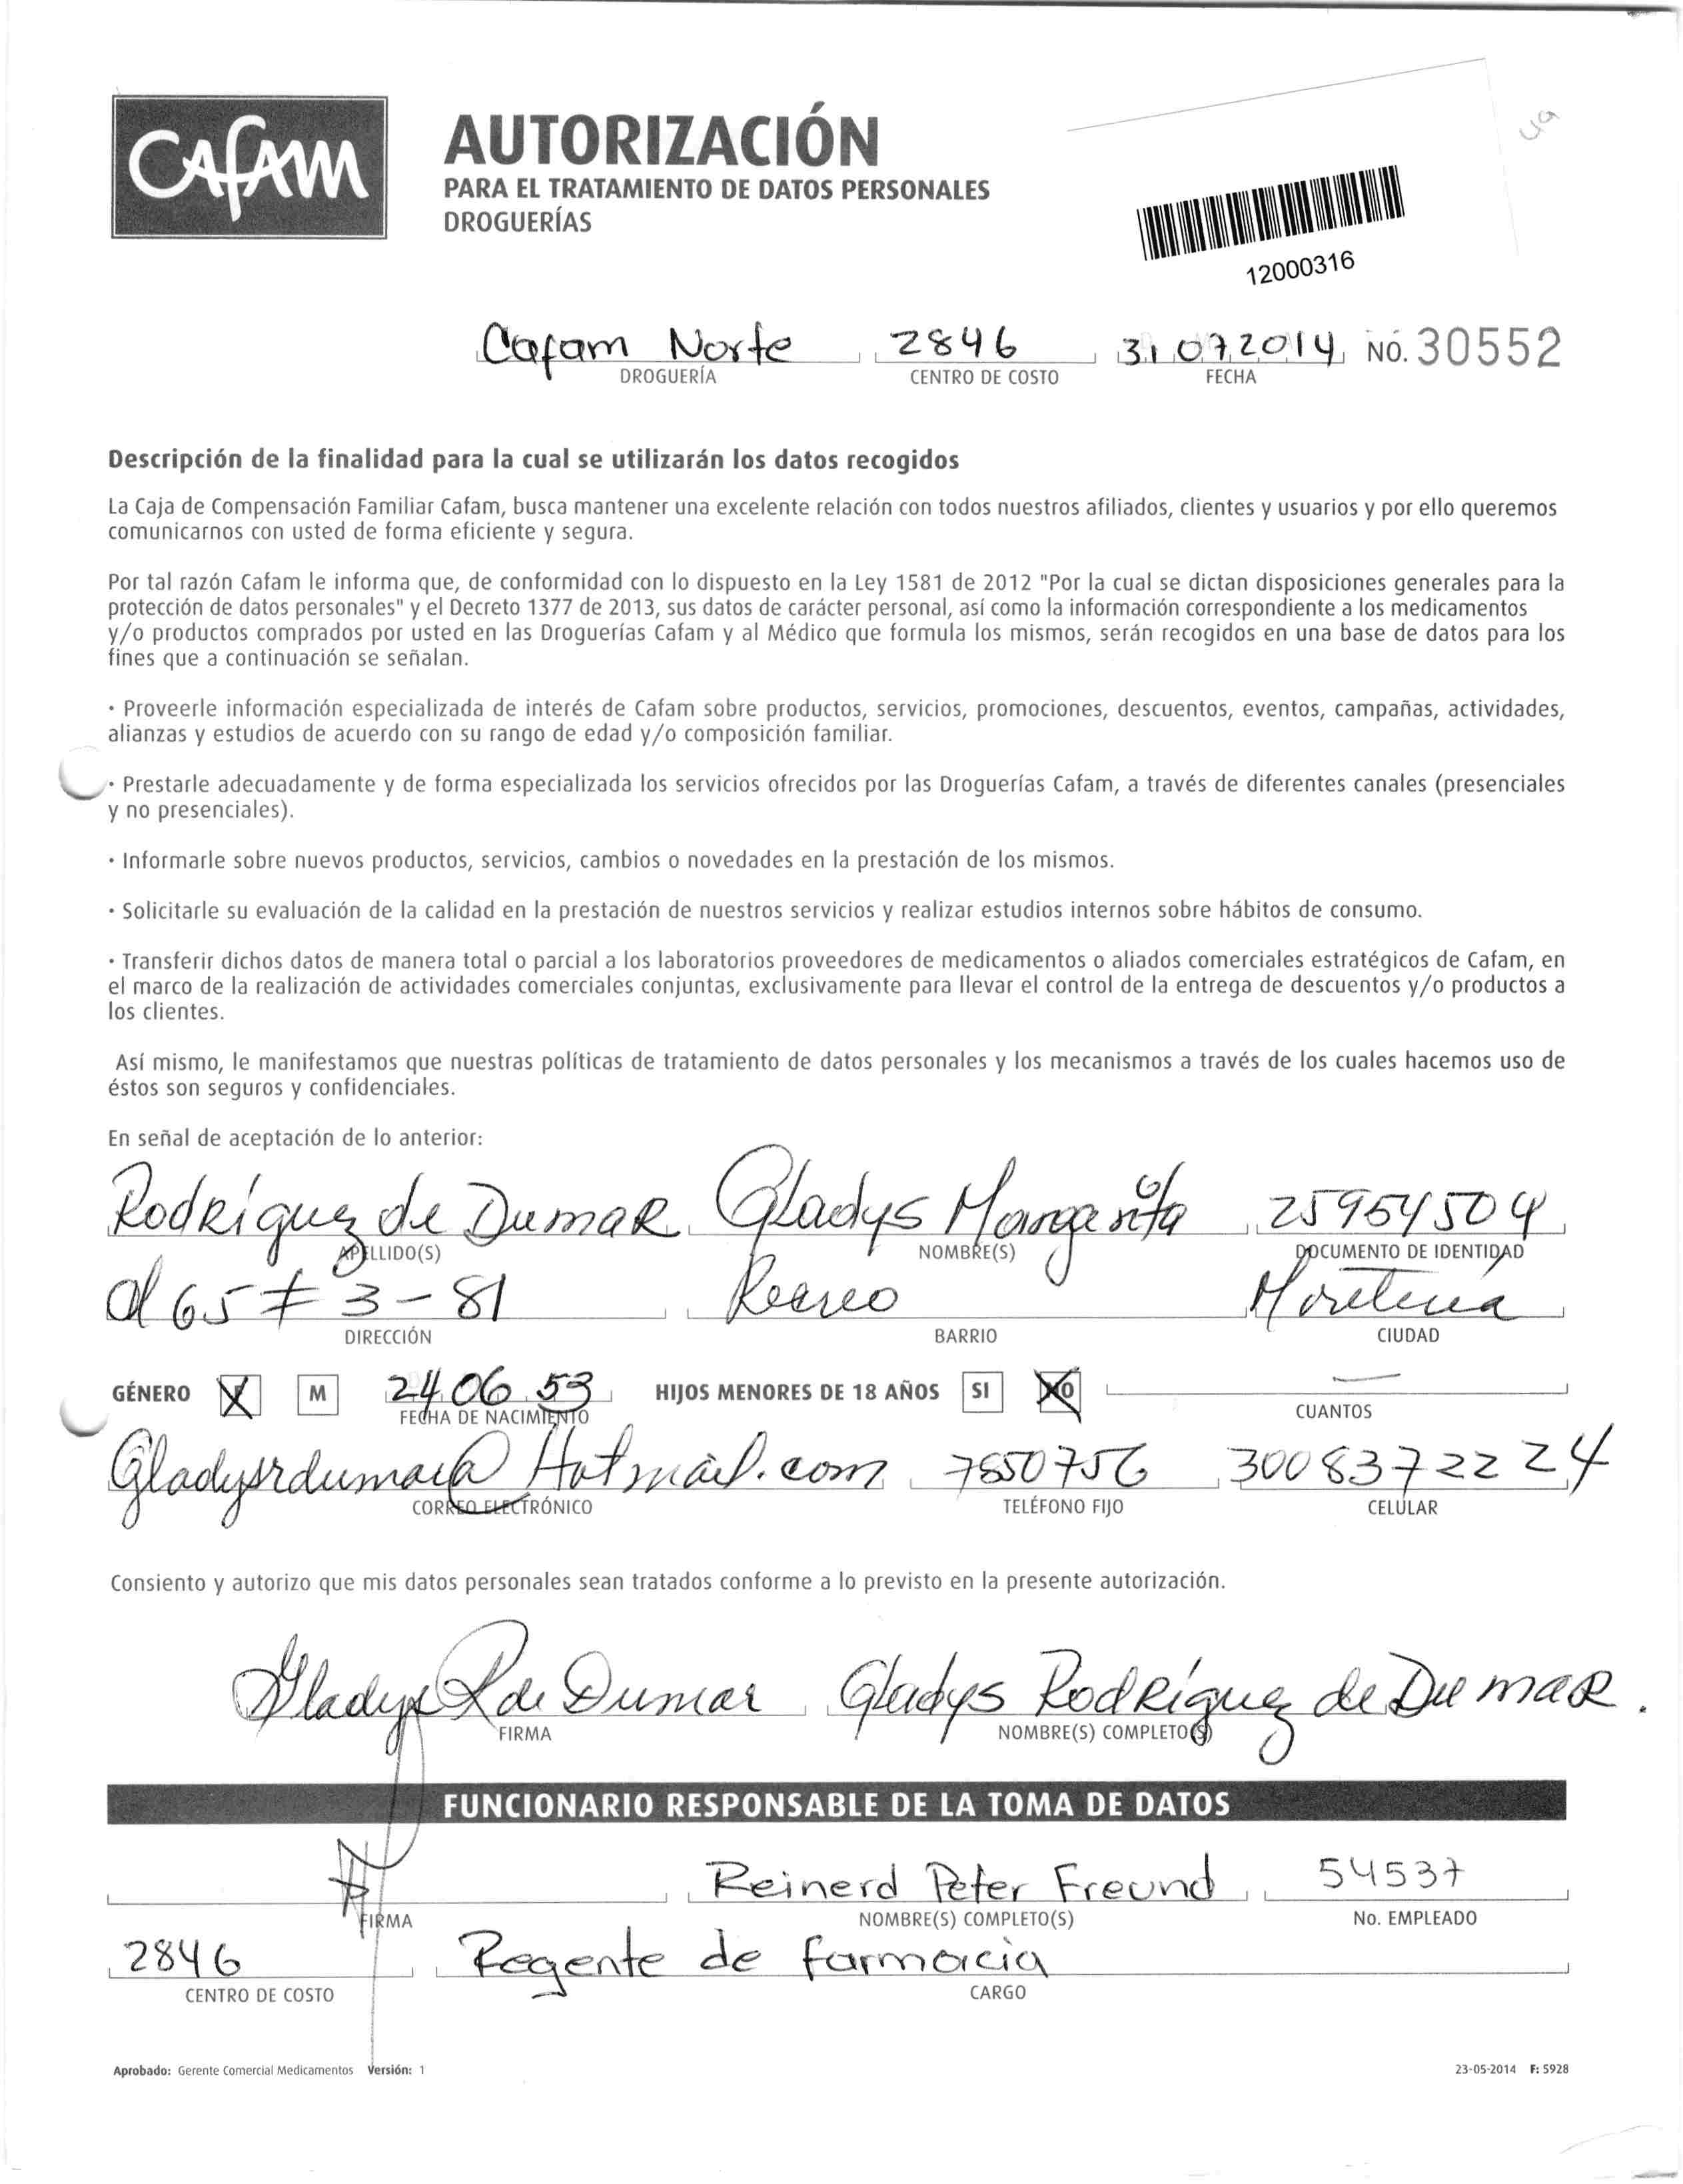 CAFAM
AUTORIZACIÓN
PARA EL TRATAMIENTO DE DATOS PERSONALES
DROGUERÍAS
ua
12000316
Cafam Norte 2846 31 07 2014 NO. 30552
DROGUERÍA CENTRO DE COSTO FECHA
Descripción de la finalidad para la cual se utilizarán los datos recogidos
La Caja de Compensación Familiar Cafam, busca mantener una excelente relación con todos nuestros afiliados, clientes y usuarios y por ello queremos
comunicarnos con usted de forma eficiente y segura.
Por tal razón Cafam le informa que, de conformidad con lo dispuesto en la Ley 1581 de 2012 "Por la cual se dictan disposiciones generales para la
protección de datos personales" y el Decreto 1377 de 2013, sus datos de carácter personal, así como la información correspondiente a los medicamentos
y/o productos comprados por usted en las Droguerías Cafam y al Médico que formula los mismos, serán recogidos en una base de datos para los
fines que a continuación se señalan.
· Proveerle información especializada de interés de Cafam sobre productos, servicios, promociones, descuentos, eventos, campañas, actividades,
alianzas y estudios de acuerdo con su rango de edad y/o composición familiar.
· Prestarle adecuadamente y de forma especializada los servicios ofrecidos por las Droguerías Cafam, a través de diferentes canales (presenciales
y no presenciales).
· Informarle sobre nuevos productos, servicios, cambios o novedades en la prestación de los mismos.
· Solicitarle su evaluación de la calidad en la prestación de nuestros servicios y realizar estudios internos sobre hábitos de consumo.
· Transferir dichos datos de manera total o parcial a los laboratorios proveedores de medicamentos o aliados comerciales estratégicos de Cafam, en
el marco de la realización de actividades comerciales conjuntas, exclusivamente para llevar el control de la entrega de descuentos y/o productos a
los clientes.
Así mismo, le manifestamos que nuestras políticas de tratamiento de datos personales y los mecanismos a través de los cuales hacemos uso de
éstos son seguros y confidenciales.
En señal de aceptación de lo anterior:
Rodríguez de Dumar Gladys Margarita 25954504
APELLIDO(S) NOMBRE(S) DOCUMENTO DE IDENTIDAD
cl 65 # 3-81 Recreo Montería
DIRECCIÓN BARRIO CIUDAD
GÉNERO X M 24 06 53 HIJOS MENORES DE 18 AÑOS SI NO —
FECHA DE NACIMIENTO CUANTOS
Gladysrdumar@Hotmail.com 7850756 3008372224
CORREO ELECTRÓNICO TELÉFONO FIJO CELULAR
Consiento y autorizo que mis datos personales sean tratados conforme a lo previsto en la presente autorización.
Gladys R de Dumar Gladys Rodríguez de Dumar.
FIRMA NOMBRE(S) COMPLETO(S)
FUNCIONARIO RESPONSABLE DE LA TOMA DE DATOS
Reinerd Peter Freund 54537
FIRMA NOMBRE(S) COMPLETO(S) No. EMPLEADO
2846 Regente de farmacia
CENTRO DE COSTO CARGO
Aprobado: Gerente Comercial Medicamentos Versión: 1 23-05-2014 F: 5928